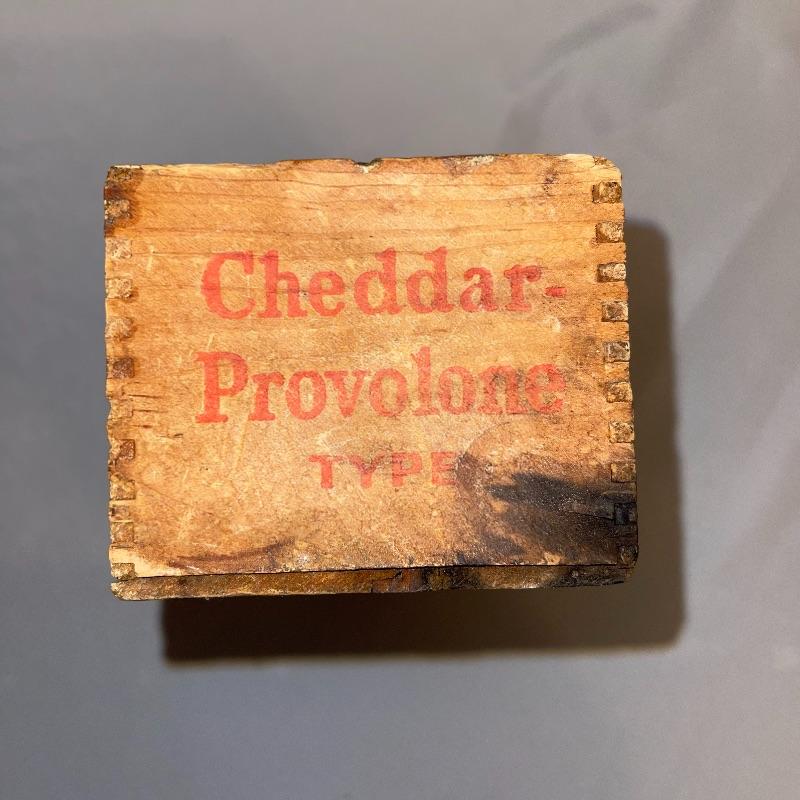 Cheddar-
Provolone
TYPE